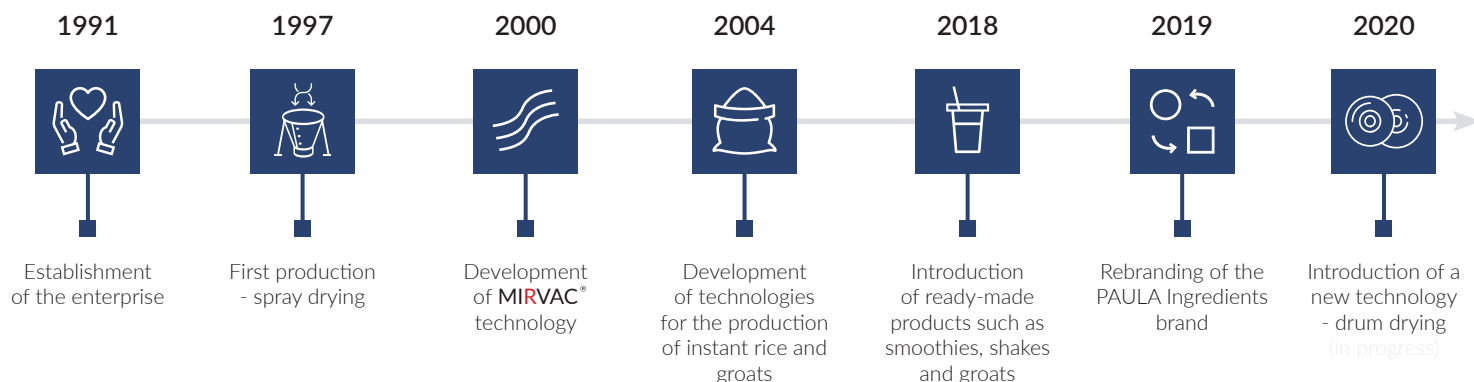 1991
Establishment
of the enterprise
1997
First production
- spray drying
2000
Development
of MIRVAC®
technology
2004
Development
of technologies
for the production
of instant rice and
groats
2018
Introduction
of ready-made
products such as
smoothies, shakes
and groats
2019
Rebranding of the
PAULA Ingredients
brand
2020
Introduction of a
new technology
- drum drying
(in progress)